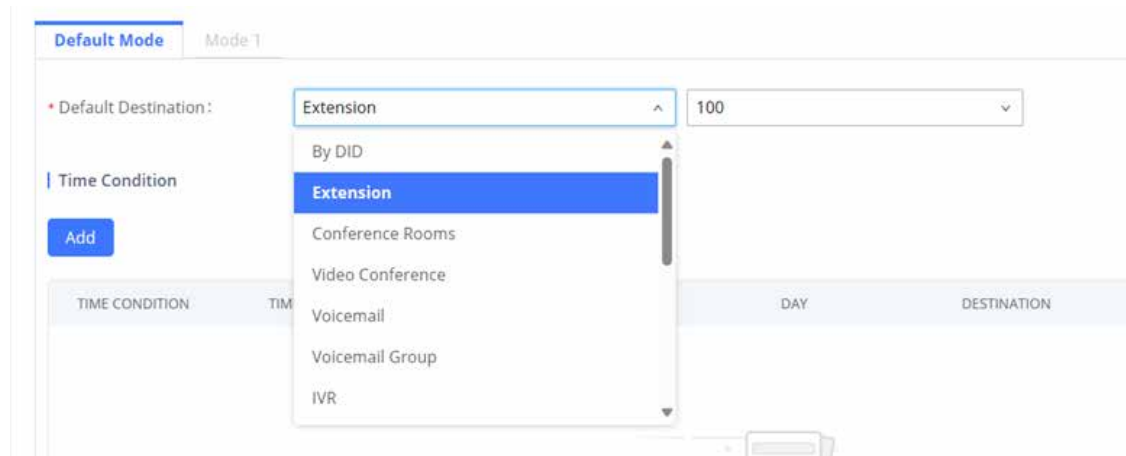 Default Mode Mode 1
* Default Destination: Extension 100
By DID
Time Condition
Extension
Add
Conference Rooms
Video Conference
TIME CONDITION TIM DAY DESTINATION
Voicemail
Voicemail Group
IVR